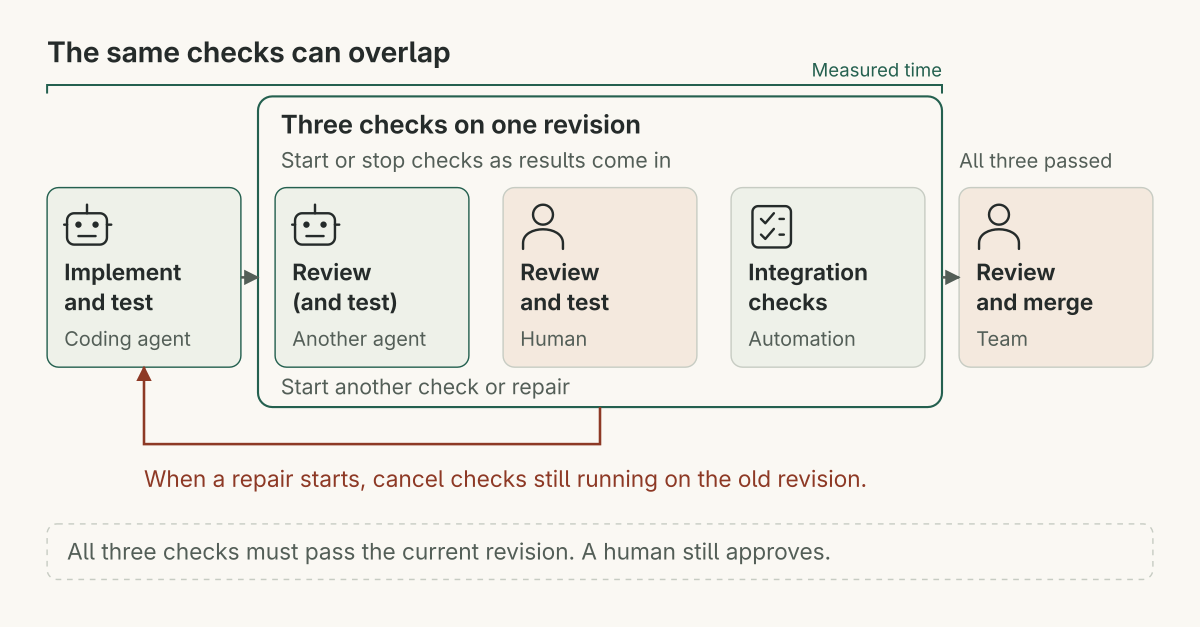 The same checks can overlap
Measured time
Three checks on one revision
Start or stop checks as results come in
All three passed
Implement
and test
Coding agent
Review
(and test)
Another agent
Review
and test
Human
Integration
checks
Automation
Review
and merge
Team
Start another check or repair
When a repair starts, cancel checks still running on the old revision.
All three checks must pass the current revision. A human still approves.